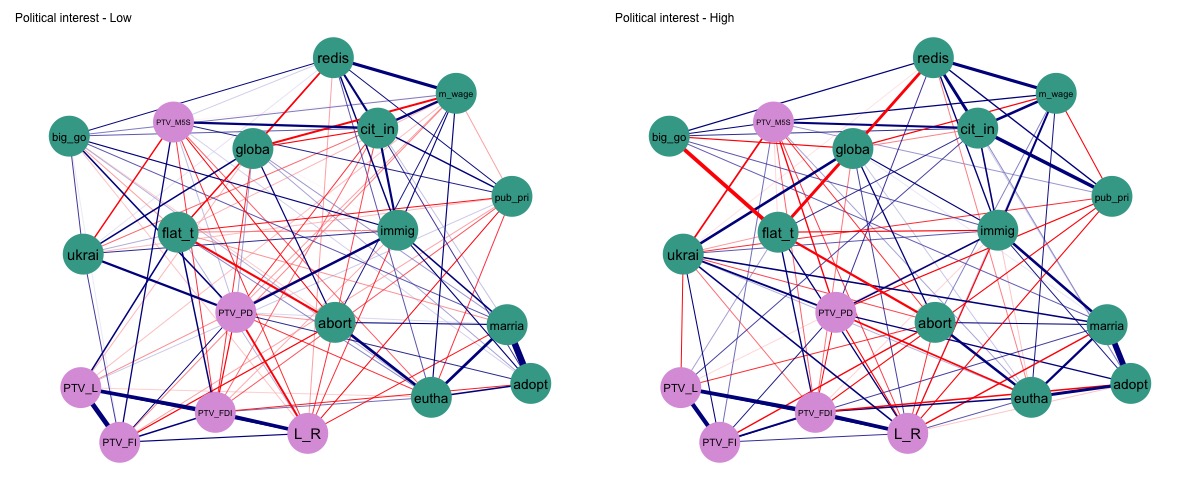 Political interest - Low
redis
m_wage
PTV_M5S
cit_in
big_go
globa
pub_pri
flat_t
immig
ukrai
PTV_PD
abort
marria
PTV_L
adopt
eutha
PTV_FDI
L_R
PTV_FI
Political interest - High
redis
m_wage
PTV_M5S
cit_in
big_go
globa
pub_pri
flat_t
immig
ukrai
PTV_PD
abort
marria
PTV_L
adopt
eutha
PTV_FDI
L_R
PTV_FI